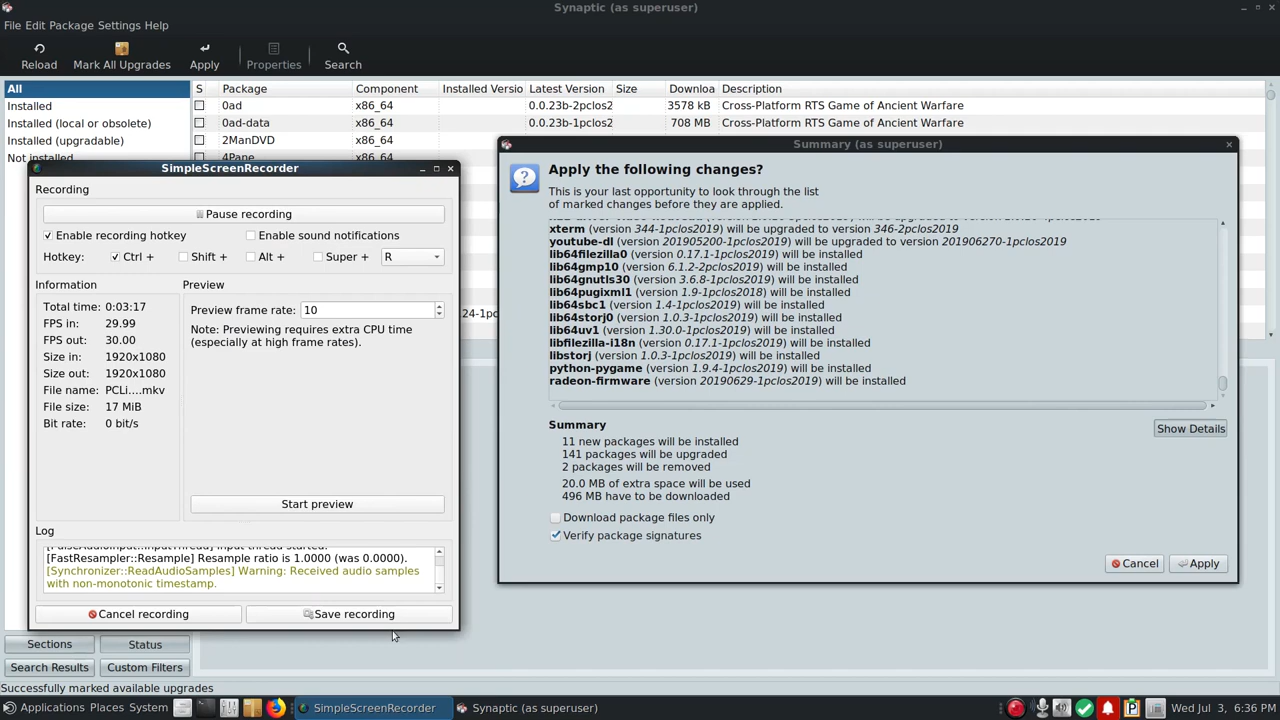 Synaptic (as superuser)
File Edit Package Settings Help
Reload Mark All Upgrades Apply Properties Search
All
Installed
Installed (local or obsolete)
Installed (upgradable)
Not installed
S Package Component Installed Versio Latest Version Size Downloa Description
0ad x86_64 0.0.23b-2pclos2 3578 kB Cross-Platform RTS Game of Ancient Warfare
0ad-data x86_64 0.0.23b-1pclos2 708 MB Cross-Platform RTS Game of Ancient Warfare
2ManDVD x86_64
4Pane x86_64
24-1pc
SimpleScreenRecorder
Recording
Pause recording
Enable recording hotkey Enable sound notifications
Hotkey: Ctrl + Shift + Alt + Super + R
Information
Total time: 0:03:17
FPS in: 29.99
FPS out: 30.00
Size in: 1920x1080
Size out: 1920x1080
File name: PCLi....mkv
File size: 17 MiB
Bit rate: 0 bit/s
Preview
Preview frame rate: 10
Note: Previewing requires extra CPU time
(especially at high frame rates).
Start preview
Log
[FastResampler::Resample] Resample ratio is 1.0000 (was 0.0000).
[Synchronizer::ReadAudioSamples] Warning: Received audio samples
with non-monotonic timestamp.
Cancel recording Save recording
Summary (as superuser)
Apply the following changes?
This is your last opportunity to look through the list
of marked changes before they are applied.
xterm (version 344-1pclos2019) will be upgraded to version 346-2pclos2019
youtube-dl (version 201905200-1pclos2019) will be upgraded to version 201906270-1pclos2019
lib64filezilla0 (version 0.17.1-1pclos2019) will be installed
lib64gmp10 (version 6.1.2-2pclos2019) will be installed
lib64gnutls30 (version 3.6.8-1pclos2019) will be installed
lib64pugixml1 (version 1.9-1pclos2018) will be installed
lib64sbc1 (version 1.4-1pclos2019) will be installed
lib64storj0 (version 1.0.3-1pclos2019) will be installed
lib64uv1 (version 1.30.0-1pclos2019) will be installed
libfilezilla-i18n (version 0.17.1-1pclos2019) will be installed
libstorj (version 1.0.3-1pclos2019) will be installed
python-pygame (version 1.9.4-1pclos2019) will be installed
radeon-firmware (version 20190629-1pclos2019) will be installed
Summary
Show Details
11 new packages will be installed
141 packages will be upgraded
2 packages will be removed
20.0 MB of extra space will be used
496 MB have to be downloaded
Download package files only
Verify package signatures
Cancel Apply
Sections Status
Search Results Custom Filters
Successfully marked available upgrades
Applications Places System SimpleScreenRecorder Synaptic (as superuser) Wed Jul 3, 6:36 PM